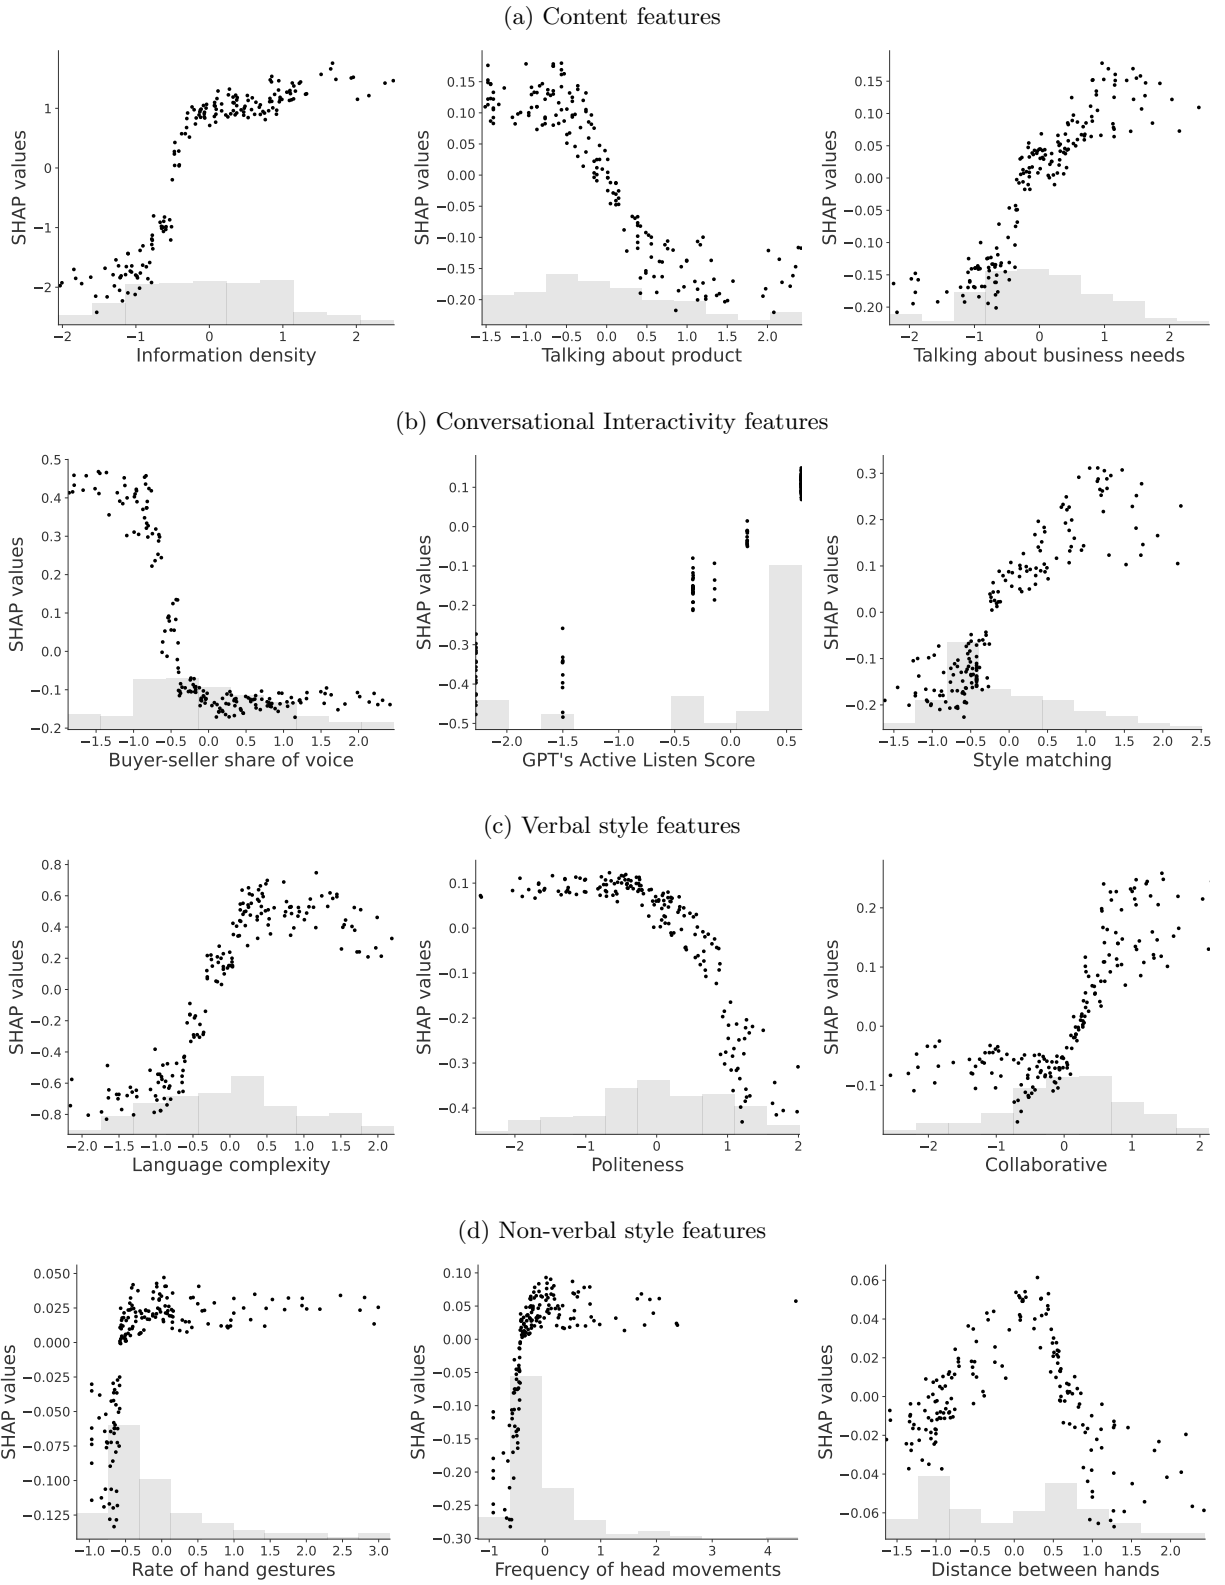 (a) Content features
SHAP values
1
0
−1
−2
−2 −1 0 1 2
Information density
SHAP values
0.15
0.10
0.05
0.00
−0.05
−0.10
−0.15
−0.20
−1.5 −1.0 −0.5 0.0 0.5 1.0 1.5 2.0
Talking about product
SHAP values
0.15
0.10
0.05
0.00
−0.05
−0.10
−0.15
−0.20
−2 −1 0 1 2
Talking about business needs
(b) Conversational Interactivity features
SHAP values
0.5
0.4
0.3
0.2
0.1
0.0
−0.1
−0.2
−1.5 −1.0 −0.5 0.0 0.5 1.0 1.5 2.0
Buyer-seller share of voice
SHAP values
0.1
0.0
−0.1
−0.2
−0.3
−0.4
−0.5
−2.0 −1.5 −1.0 −0.5 0.0 0.5
GPT's Active Listen Score
SHAP values
0.3
0.2
0.1
0.0
−0.1
−0.2
−1.5 −1.0 −0.5 0.0 0.5 1.0 1.5 2.0 2.5
Style matching
(c) Verbal style features
SHAP values
0.8
0.6
0.4
0.2
0.0
−0.2
−0.4
−0.6
−0.8
−2.0 −1.5 −1.0 −0.5 0.0 0.5 1.0 1.5 2.0
Language complexity
SHAP values
0.1
0.0
−0.1
−0.2
−0.3
−0.4
−2 −1 0 1 2
Politeness
SHAP values
0.2
0.1
0.0
−0.1
−2 −1 0 1 2
Collaborative
(d) Non-verbal style features
SHAP values
0.050
0.025
0.000
−0.025
−0.050
−0.075
−0.100
−0.125
−1.0 −0.5 0.0 0.5 1.0 1.5 2.0 2.5 3.0
Rate of hand gestures
SHAP values
0.10
0.05
0.00
−0.05
−0.10
−0.15
−0.20
−0.25
−0.30
−1 0 1 2 3 4
Frequency of head movements
SHAP values
0.06
0.04
0.02
0.00
−0.02
−0.04
−0.06
−1.5 −1.0 −0.5 0.0 0.5 1.0 1.5 2.0
Distance between hands